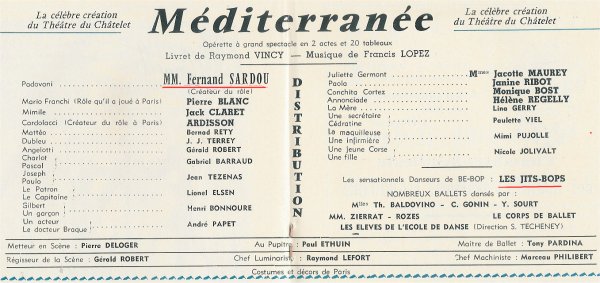 La célèbre création
du Théâtre du Châtelet
Méditerranée
La célèbre création
du Théâtre du Châtelet
Opérette à grand spectacle en 2 actes et 20 tableaux
Livret de Raymond VINCY — Musique de Francis LOPEZ
DISTRIBUTION
Padovani MM. Fernand SARDOU
(Créateur du rôle)
Mario Franchi (Rôle qu'il a joué à Paris) Pierre BLANC
Mimile Jack CLARET
Cardolacci (Créateur du rôle à Paris) ARDISSON
Mattéo Bernad RETY
Dubleu J. J. TERREY
Angelotti Gérald ROBERT
Charlot
Pascal Gabriel BARRAUD
Joseph
Paulo Jean TEZENAS
Le Patron
Le Capitaine Lionel ELSEN
Gilbert
Un garçon Henri BONNOURE
Un acteur
Le docteur Braque André PAPET
Juliette Germont Mmes Jacotte MAUREY
Paola Janine RIBOT
Conchita Cortez Monique BOST
Annonciade Hélène REGELLY
La Mère Lina GERRY
Une secrétaire
Cédratine Paulette VIEL
La maquilleuse
Une infirmière Mimi PUJOLLE
Une Jeune Corse
Une fille Nicole JOLIVALT
Les sensationnels Danseurs de BE-BOP : LES JITS-BOPS
NOMBREUX BALLETS dansés par :
Mlles Th. BALDOVINO - C. GONIN - Y. SOURT
MM. ZIERRAT - ROZES LE CORPS DE BALLET
LES ELEVES DE L'ECOLE DE DANSE (Direction S. TECHENEY)
Metteur en Scène : Pierre DELOGER Au Pupitre : Paul ETHUIN Maître de Ballet : Tony PARDINA
Régisseur de la Scène : Gérald ROBERT Chef Luminariste : Raymond LEFORT Chef Machiniste : Marceau PHILIBERT
Costumes et décors de Paris